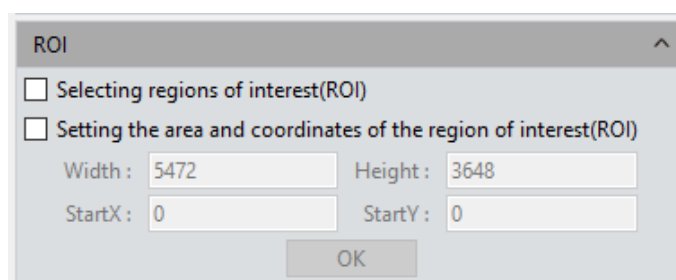 ROI
Selecting regions of interest(ROI)
Setting the area and coordinates of the region of interest(ROI)
Width : 5472 Height : 3648
StartX : 0 StartY : 0
OK